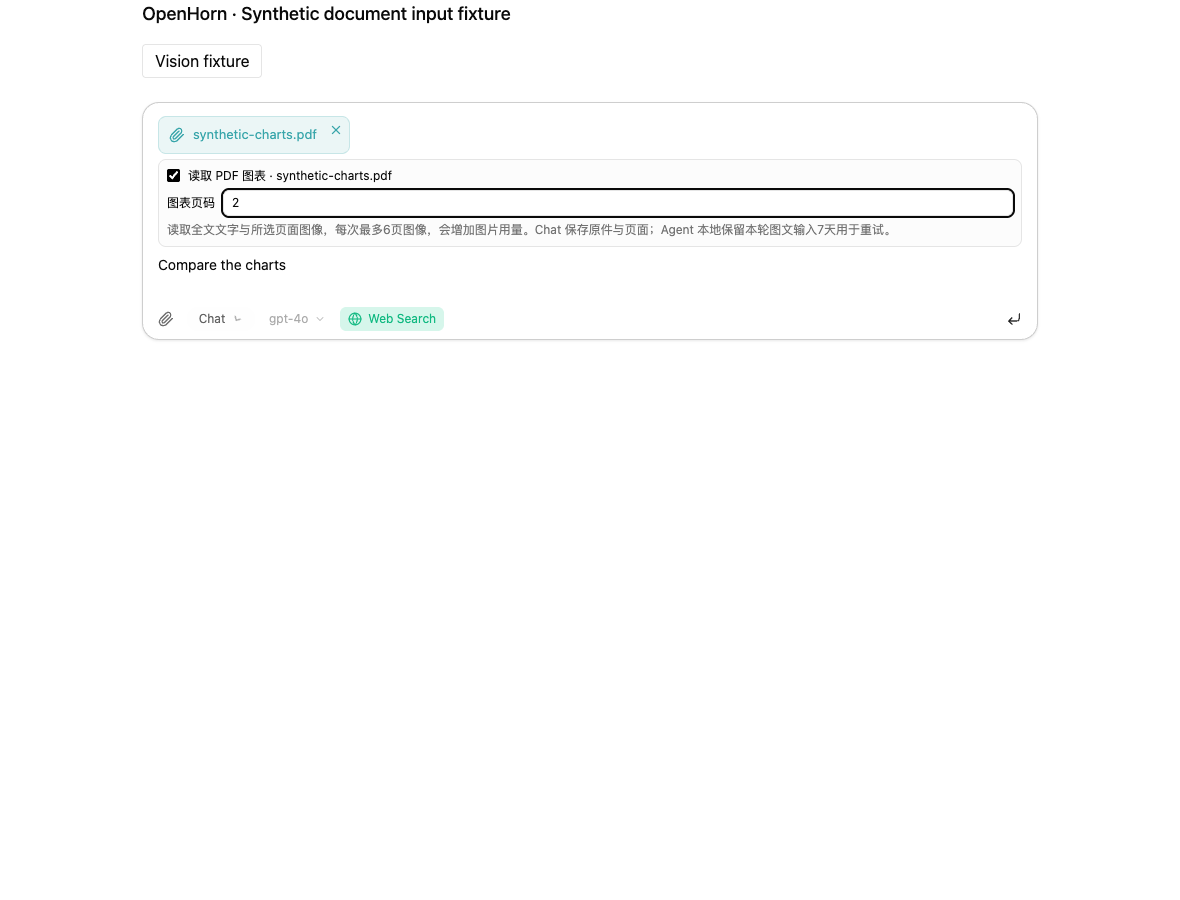 OpenHorn · Synthetic document input fixture
Vision fixture
synthetic-charts.pdf
读取 PDF 图表 · synthetic-charts.pdf
图表页码 2
读取全文文字与所选页面图像，每次最多6页图像，会增加图片用量。Chat 保存原件与页面；Agent 本地保留本轮图文输入7天用于重试。
Compare the charts
Chat gpt-4o Web Search